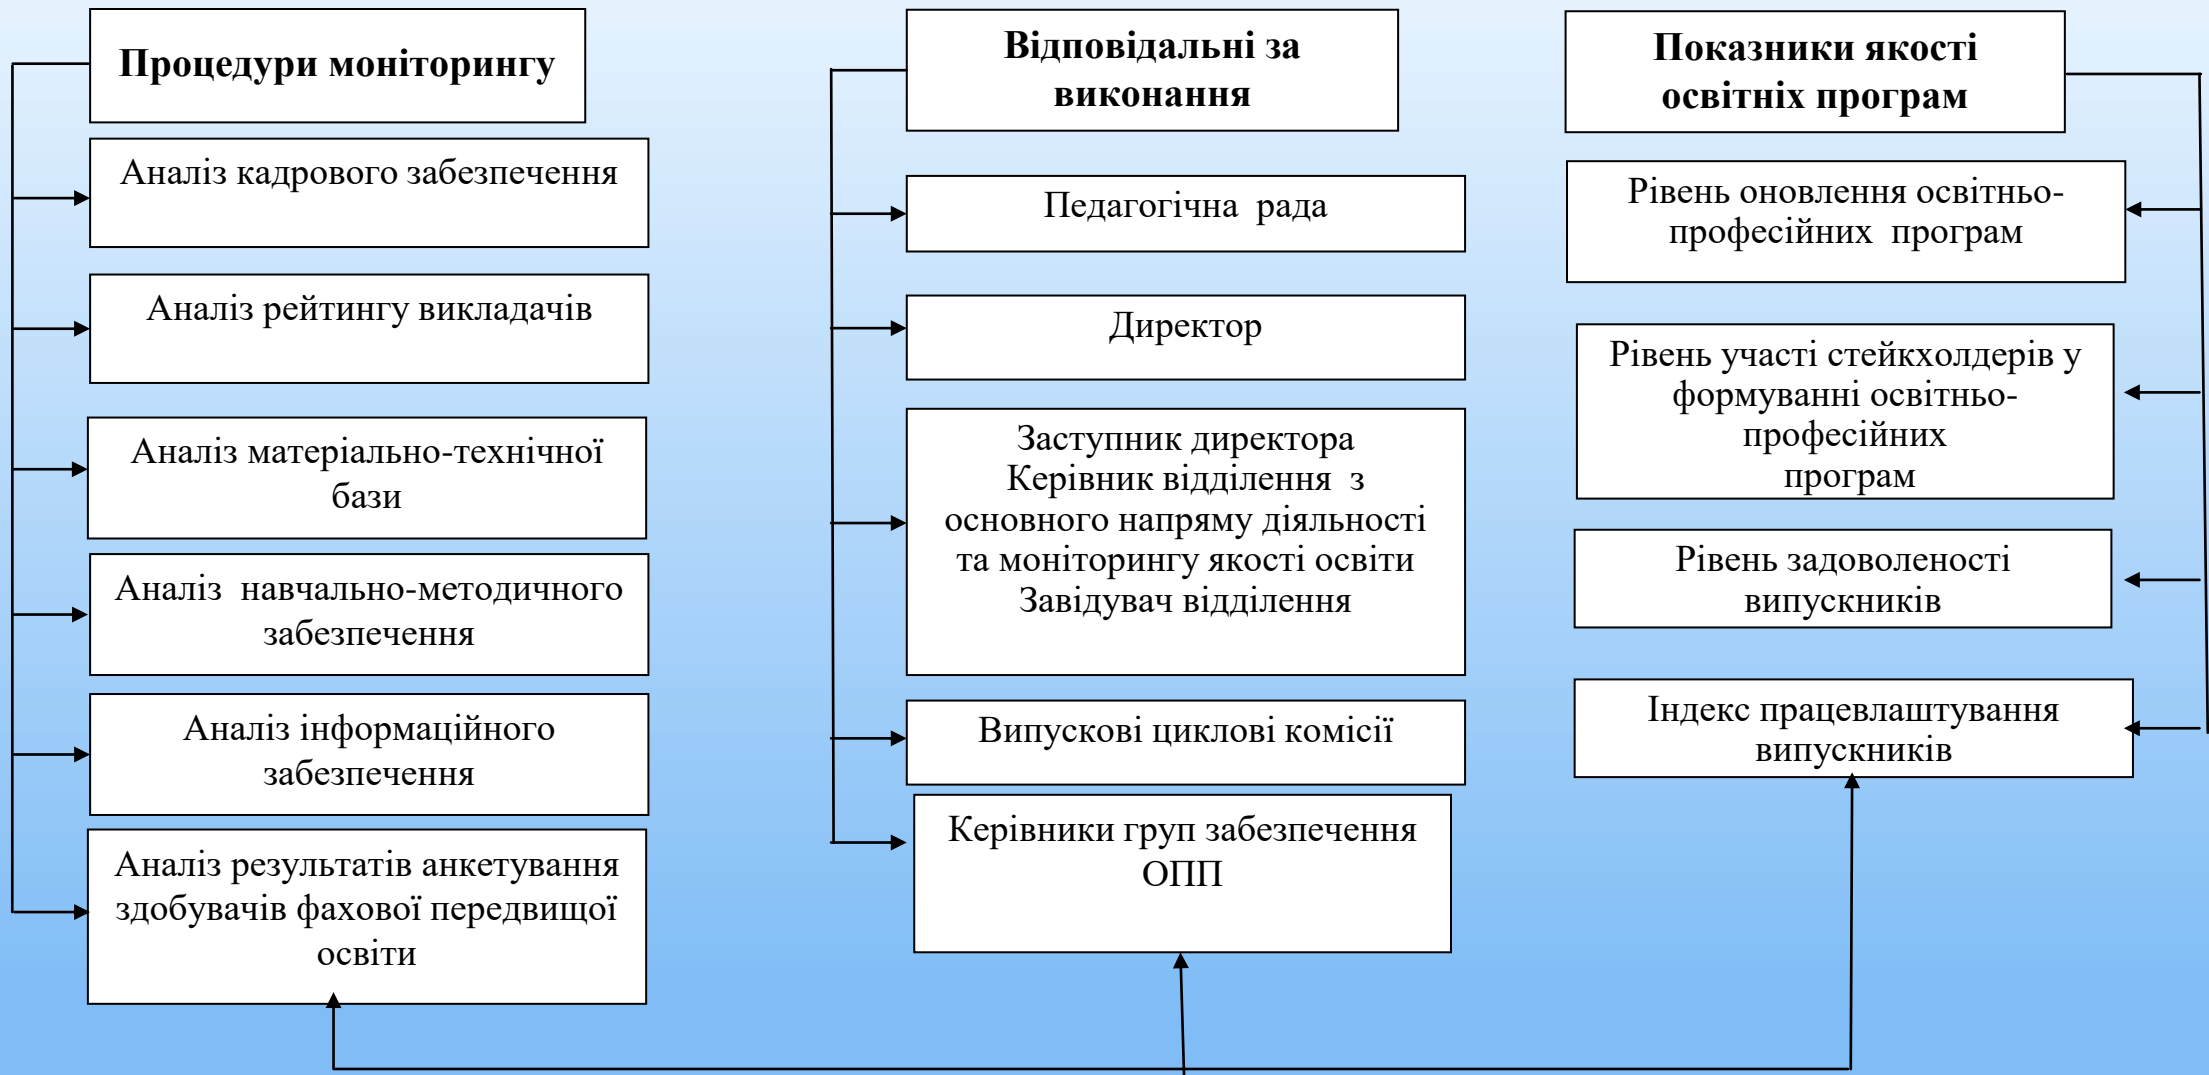 Процедури моніторингу
Аналіз кадрового забезпечення
Аналіз рейтингу викладачів
Аналіз матеріально-технічної
бази
Аналіз навчально-методичного
забезпечення
Аналіз інформаційного
забезпечення
Аналіз результатів анкетування
здобувачів фахової передвищої
освіти
Відповідальні за
виконання
Педагогічна рада
Директор
Заступник директора
Керівник відділення з
основного напряму діяльності
та моніторингу якості освіти
Завідувач відділення
Випускові циклові комісії
Керівники груп забезпечення
ОПП
Показники якості
освітніх програм
Рівень оновлення освітньо-
професійних програм
Рівень участі стейкхолдерів у
формуванні освітньо-
професійних
програм
Рівень задоволеності
випускників
Індекс працевлаштування
випускників